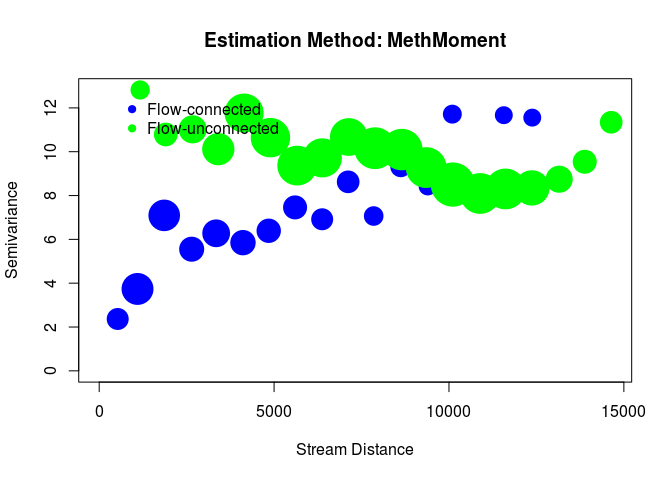 Estimation Method: MethMoment
Flow-connected
Flow-unconnected
Semivariance
0
2
4
6
8
10
12
0 5000 10000 15000
Stream Distance